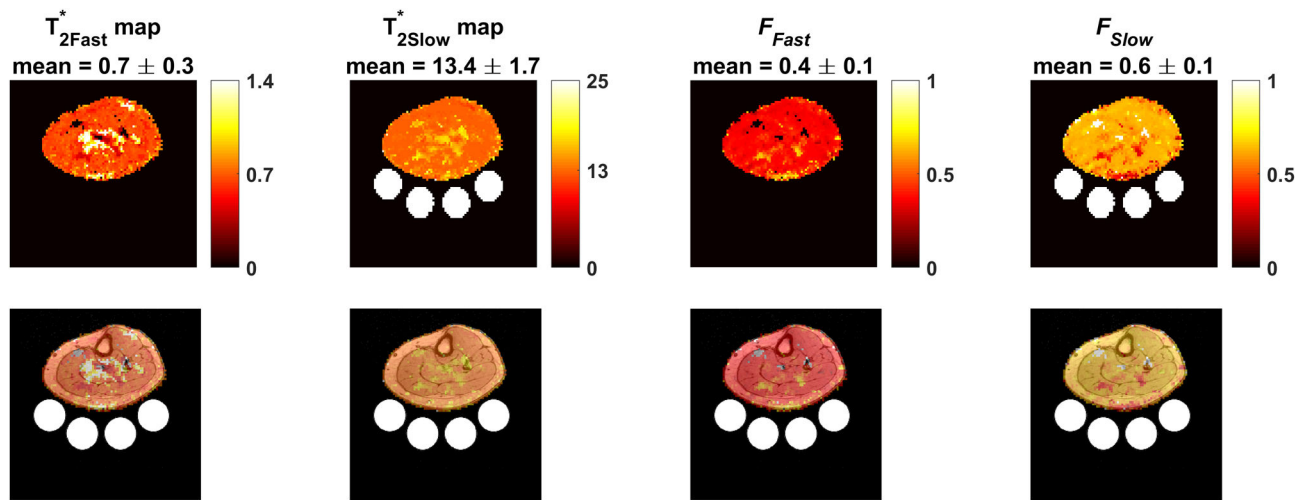 T*2Fast map
mean = 0.7 ± 0.3
1.4
0.7
0
T*2Slow map
mean = 13.4 ± 1.7
25
13
0
FFast
mean = 0.4 ± 0.1
1
0.5
0
FSlow
mean = 0.6 ± 0.1
1
0.5
0